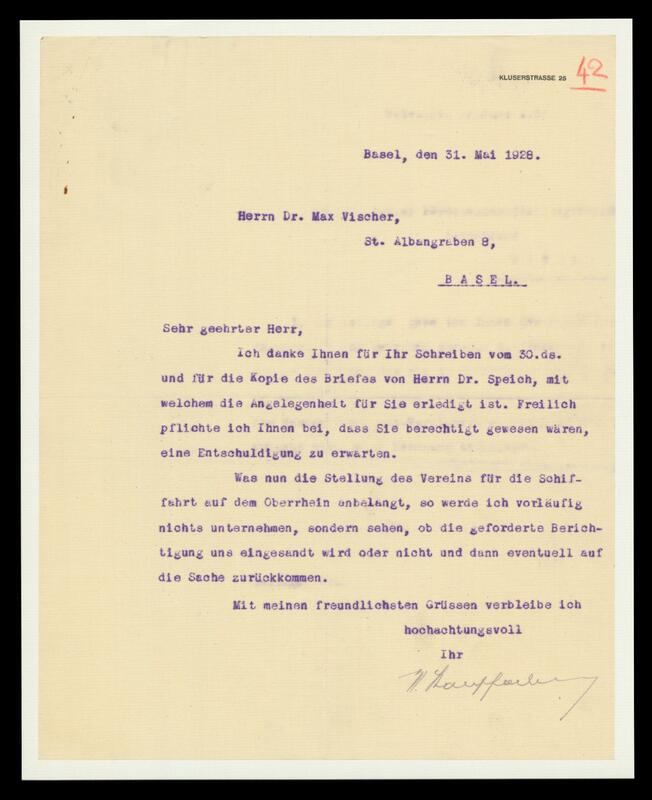 KLUSERSTRASSE 25
42
Basel, den 31. Mai 1928.
Herrn Dr. Max Vischer,
St. Albangraben 8,
BASEL.
Sehr geehrter Herr,
Ich danke Ihnen für Ihr Schreiben vom 30.ds.
und für die Kopie des Briefes von Herrn Dr. Speich, mit
welchem die Angelegenheit für Sie erledigt ist. Freilich
pflichte ich Ihnen bei, dass Sie berechtigt gewesen wären,
eine Entschuldigung zu erwarten.
Was nun die Stellung des Vereins für die Schif-
fahrt auf dem Oberrhein anbelangt, so werde ich vorläufig
nichts unternehmen, sondern sehen, ob die geforderte Berich-
tigung uns eingesandt wird oder nicht und dann eventuell auf
die Sache zurückkommen.
Mit meinen freundlichsten Grüssen verbleibe ich
hochachtungsvoll
Ihr